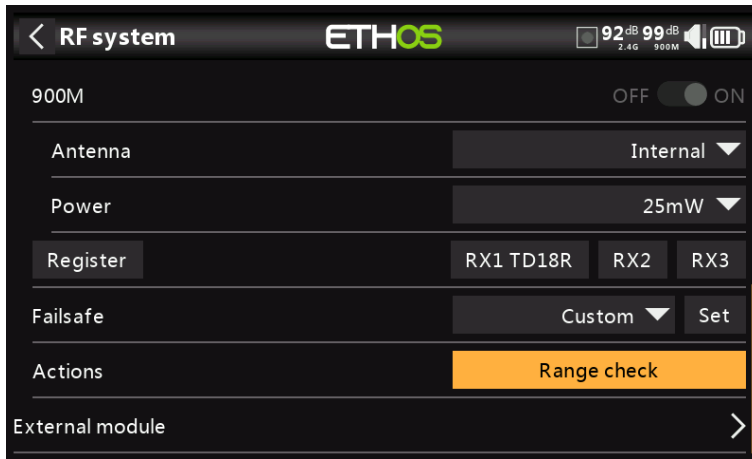 RF system ETHOS 92dB 2.4G 99dB 900M
900M OFF ON
Antenna Internal
Power 25mW
Register RX1 TD18R RX2 RX3
Failsafe Custom Set
Actions Range check
External module